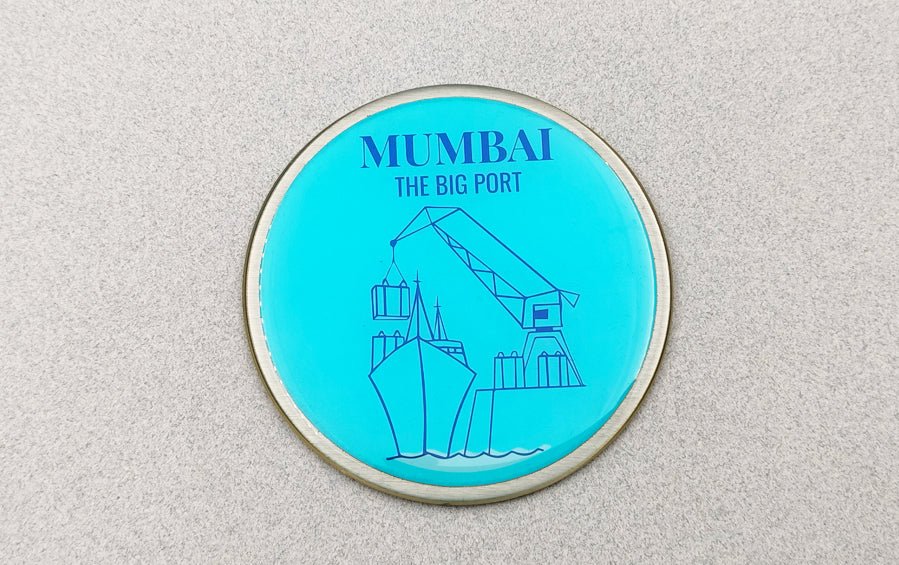 MUMBAI
THE BIG PORT